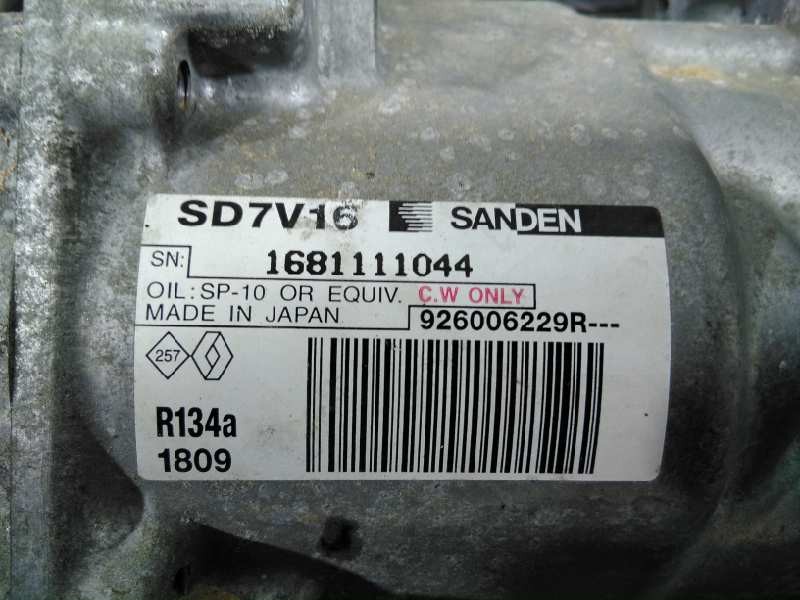 SD7V16 SANDEN
SN: 1681111044
OIL: SP-10 OR EQUIV. C.W ONLY
MADE IN JAPAN 926006229R---
257
R134a
1809